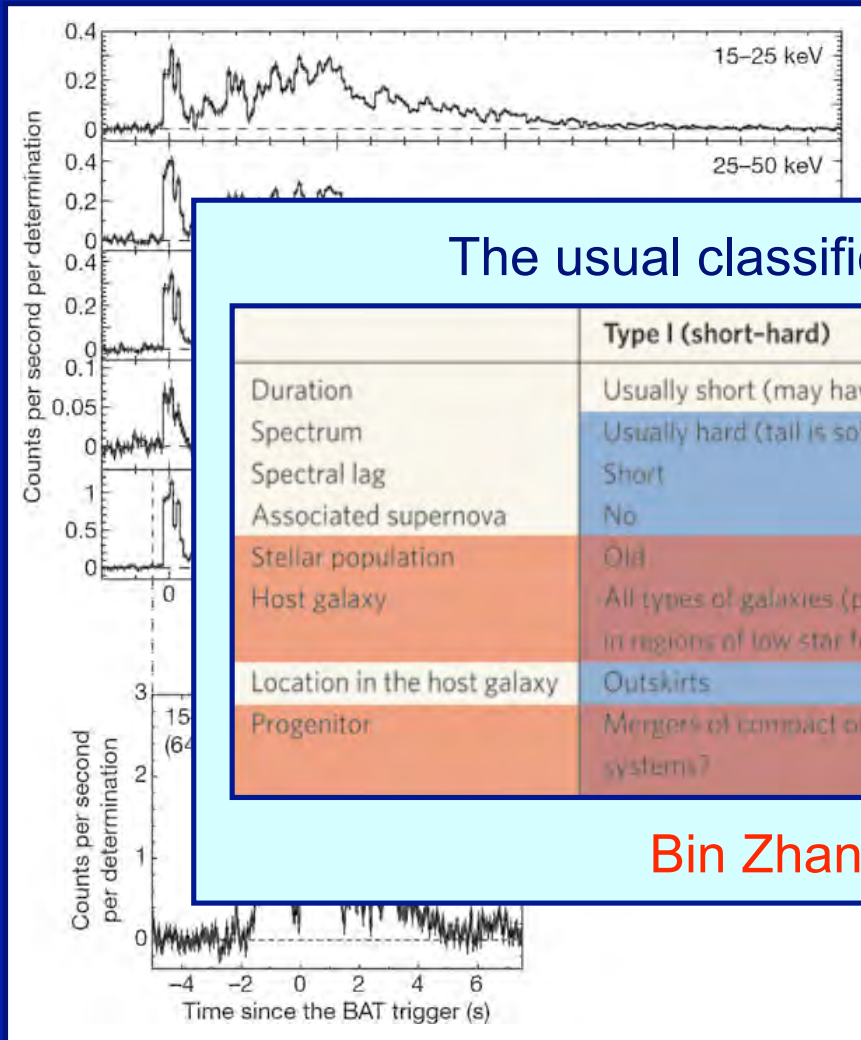 0.4
0.2
0
15–25 keV
0.4
0.2
0
25–50 keV
0.4
0.2
0
0.1
0.05
0
1
0.5
0
0
Counts per second per determination
The usual classifi
Type I (short–hard)
Duration
Usually short (may hav
Spectrum
Usually hard (tail is so
Spectral lag
Short
Associated supernova
No
Stellar population
Old
Host galaxy
All types of galaxies (p
in regions of low star f
Location in the host galaxy
Outskirts
Progenitor
Mergers of compact o
systems?
Bin Zhan
3
2
1
0
15
(64
Counts per second
per determination
−4 −2 0 2 4 6
Time since the BAT trigger (s)